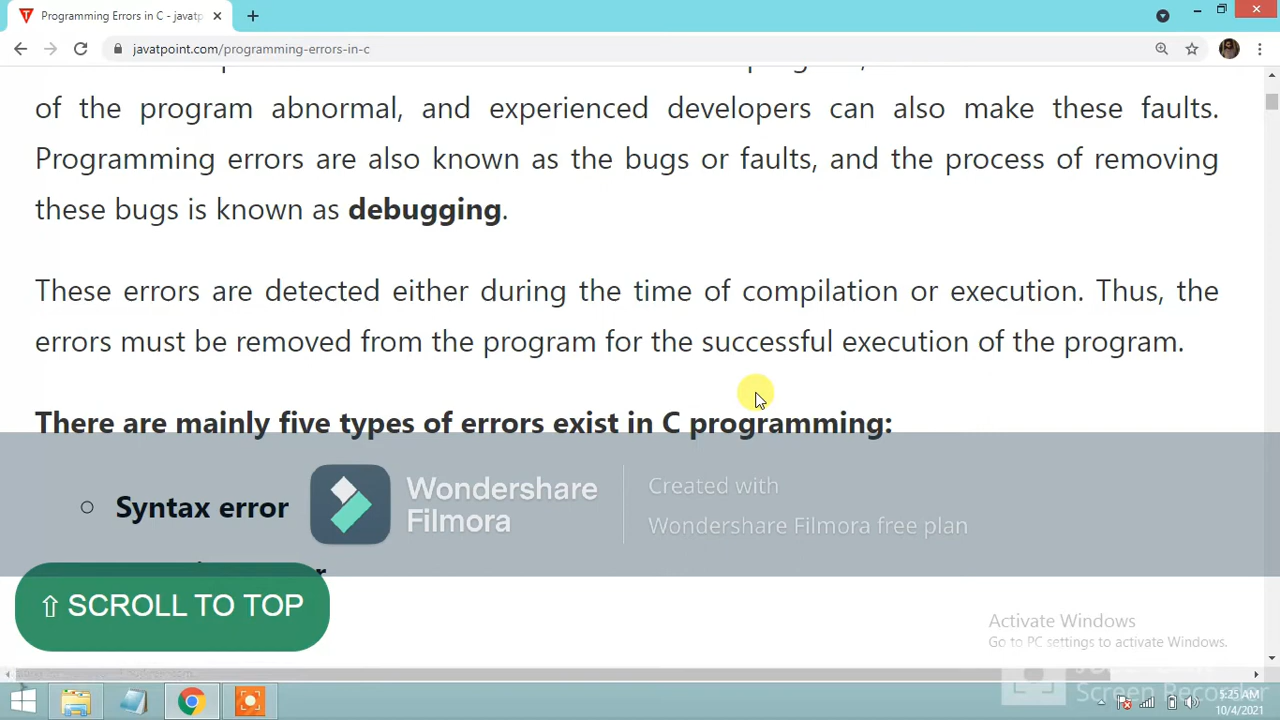 Programming Errors in C - javatp
javatpoint.com/programming-errors-in-c
of the program abnormal, and experienced developers can also make these faults.
Programming errors are also known as the bugs or faults, and the process of removing
these bugs is known as debugging.
These errors are detected either during the time of compilation or execution. Thus, the
errors must be removed from the program for the successful execution of the program.
There are mainly five types of errors exist in C programming:
Syntax error
Wondershare
Filmora
Created with
Wondershare Filmora free plan
⇧ SCROLL TO TOP
Activate Windows
Go to PC settings to activate Windows.
Screen Recorder
5:25 AM
10/4/2021